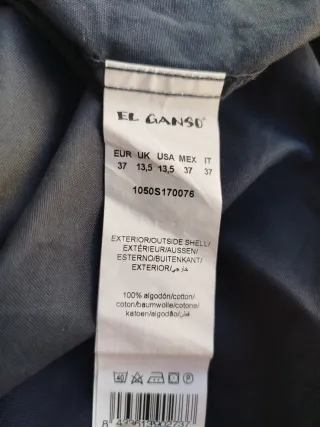 EL GANSO
EUR UK USA MEX IT
37 13,5 13,5 37 37
1050S170076
EXTERIOR/OUTSIDE SHELL/
EXTÉRIEUR/AUSSEN/
ESTERNO/BUITENKANT/
EXTERIOR/خارجي
100% algodón/cotton/
coton/baumwolle/cotone/
katoen/algodão/قطن
40